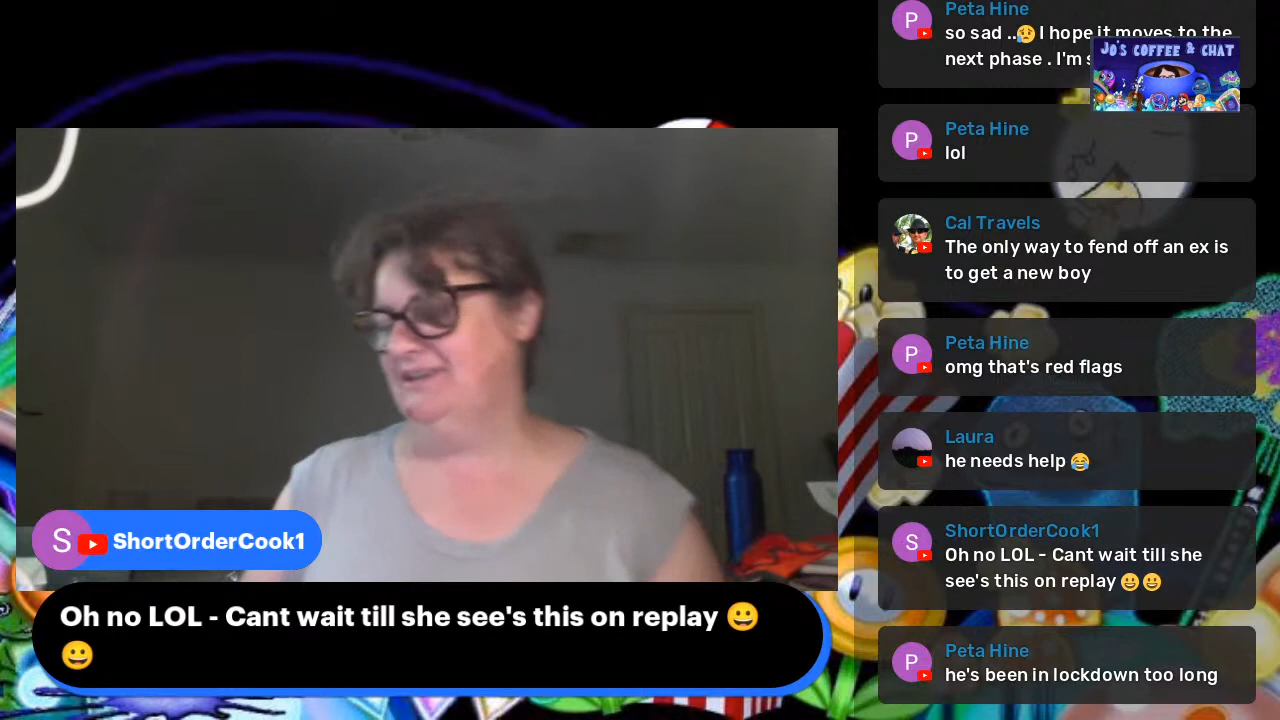 Peta Hine
so sad ..😥 I hope it moves to the
next phase . I'm s
JO'S COFFEE & CHAT
P
Peta Hine
lol
P
Cal Travels
The only way to fend off an ex is
to get a new boy
Peta Hine
omg that's red flags
P
Laura
he needs help 😂
ShortOrderCook1
Oh no LOL - Cant wait till she
see's this on replay 😀😀
S
Peta Hine
he's been in lockdown too long
P
S ShortOrderCook1
Oh no LOL - Cant wait till she see's this on replay 😀
😀